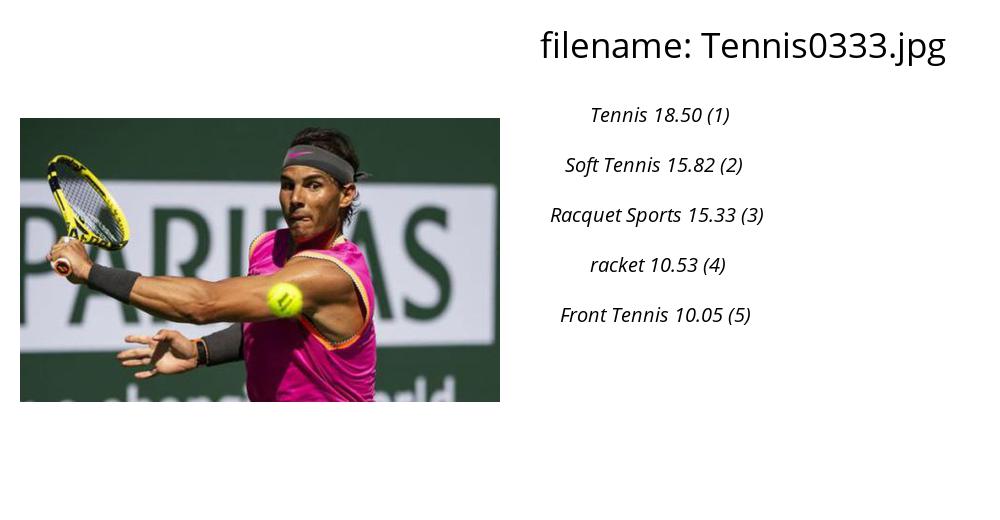 filename: Tennis0333.jpg
Tennis 18.50 (1)
Soft Tennis 15.82 (2)
Racquet Sports 15.33 (3)
racket 10.53 (4)
Front Tennis 10.05 (5)